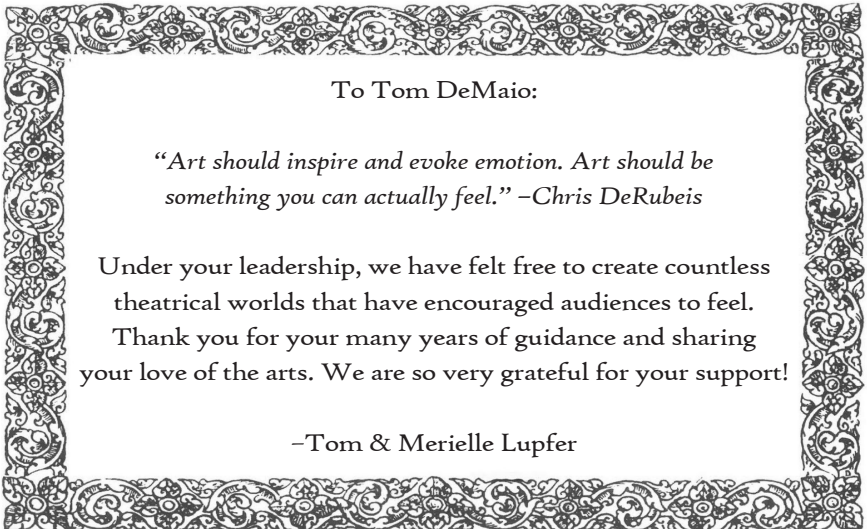 To Tom DeMaio:
“Art should inspire and evoke emotion. Art should be
something you can actually feel.” –Chris DeRubeis
Under your leadership, we have felt free to create countless
theatrical worlds that have encouraged audiences to feel.
Thank you for your many years of guidance and sharing
your love of the arts. We are so very grateful for your support!
–Tom & Merielle Lupfer